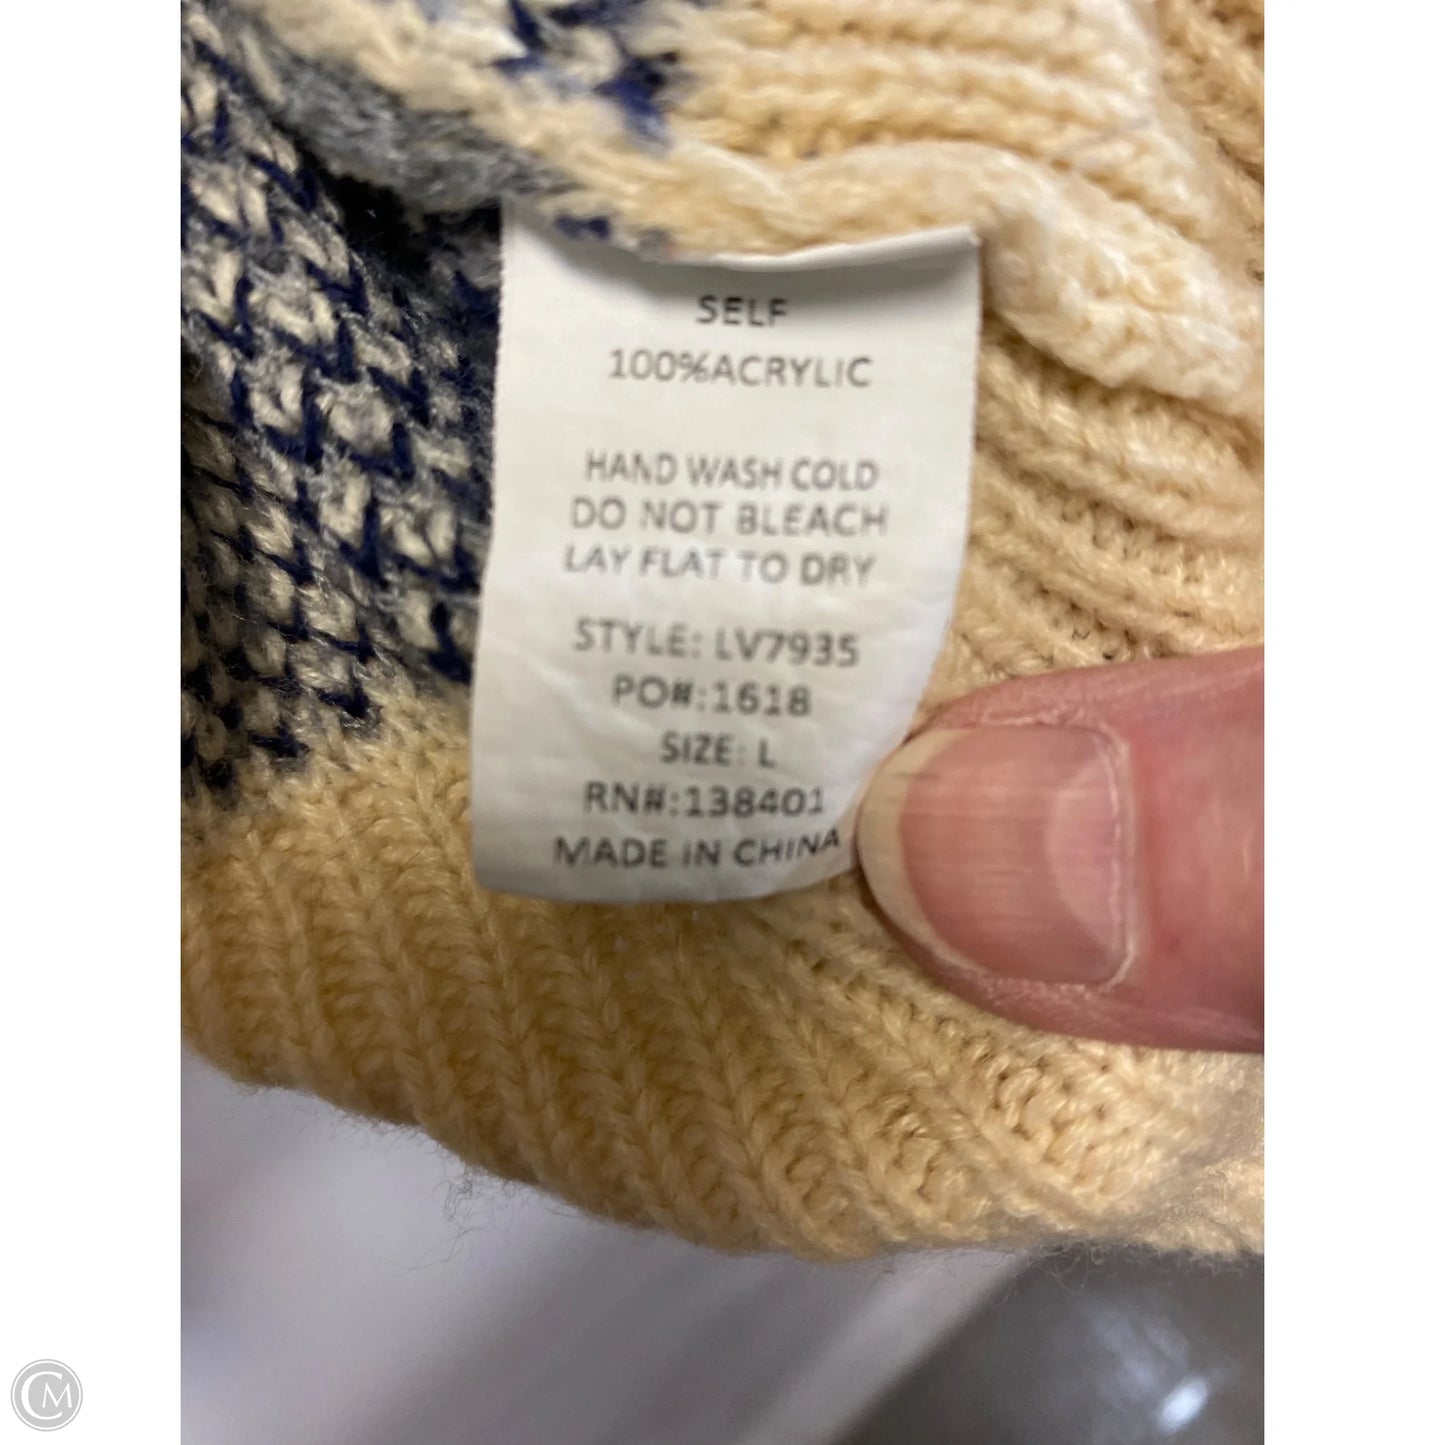 SELF
100%ACRYLIC
HAND WASH COLD
DO NOT BLEACH
LAY FLAT TO DRY
STYLE: LV7935
PO#:1618
SIZE: L
RN#:138401
MADE IN CHINA
CM